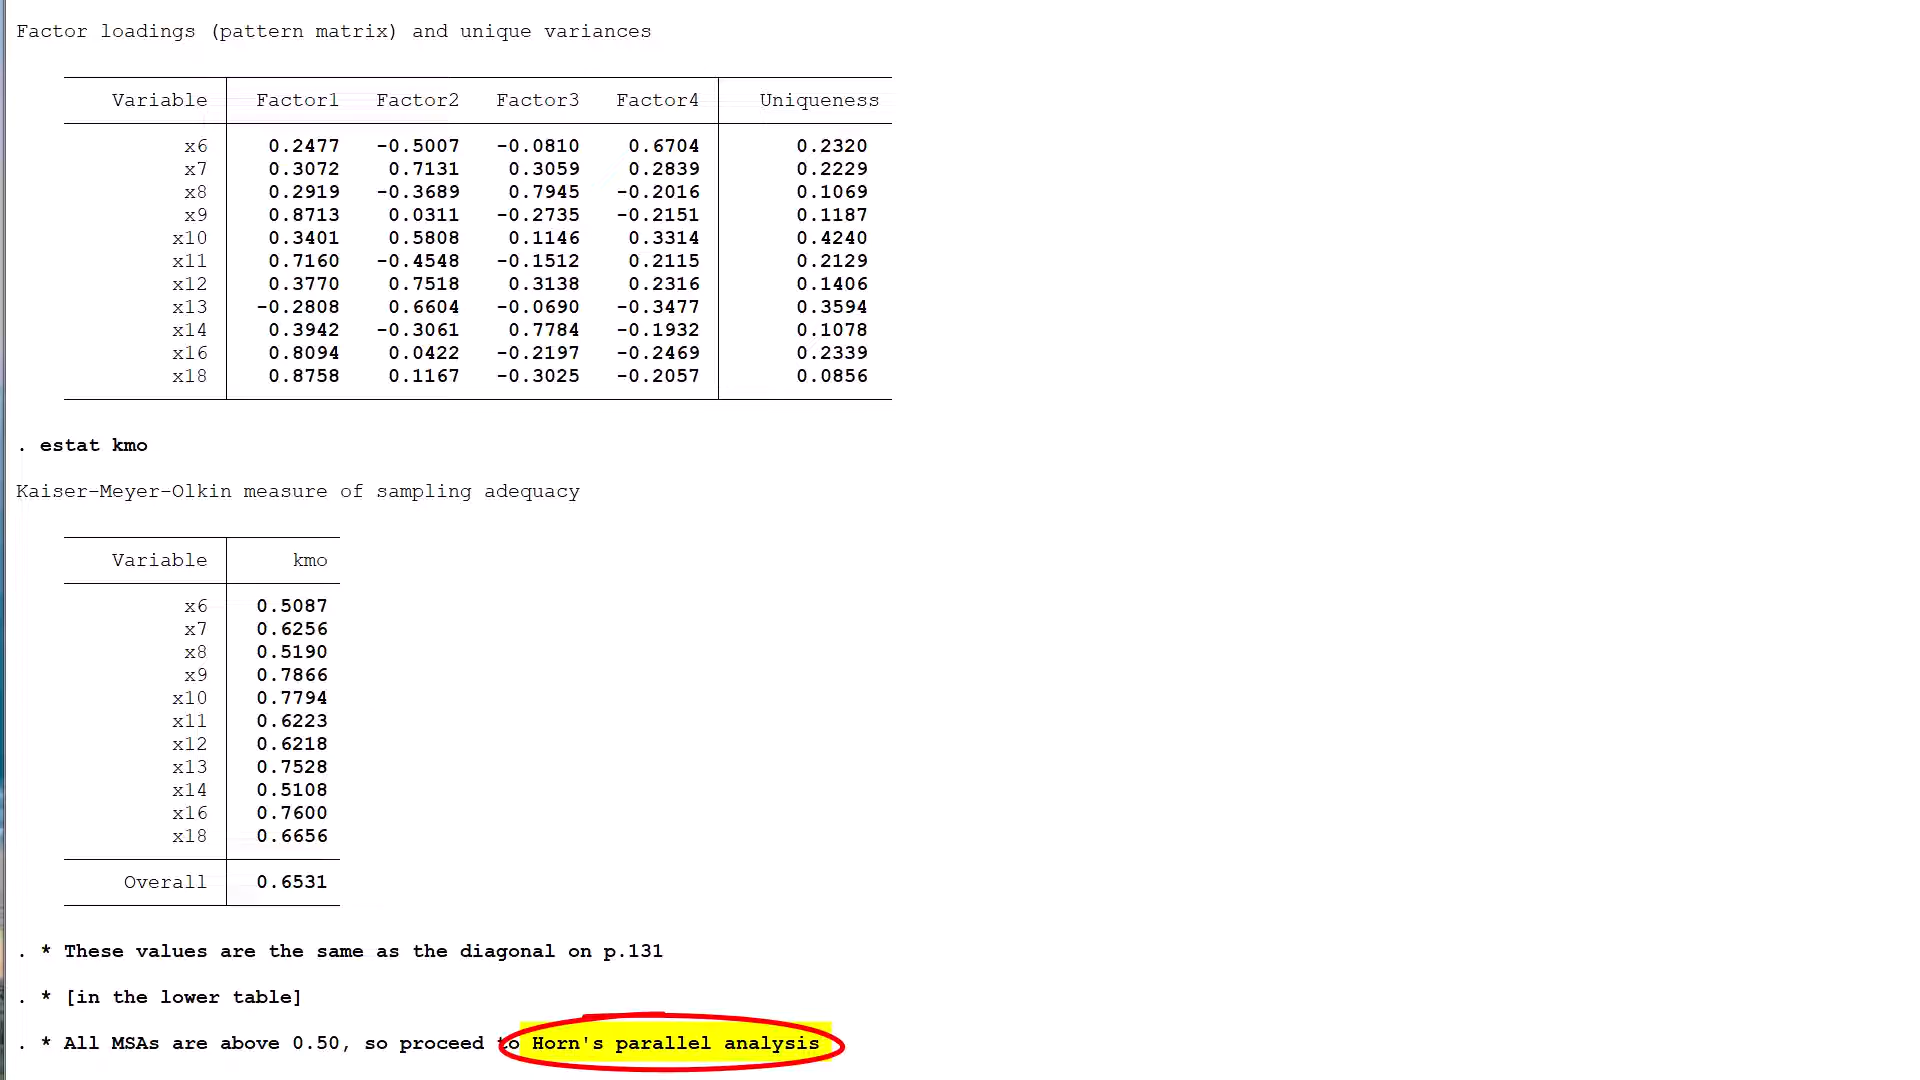 Factor loadings (pattern matrix) and unique variances
Variable Factor1 Factor2 Factor3 Factor4 Uniqueness
x6 0.2477 -0.5007 -0.0810 0.6704 0.2320
x7 0.3072 0.7131 0.3059 0.2839 0.2229
x8 0.2919 -0.3689 0.7945 -0.2016 0.1069
x9 0.8713 0.0311 -0.2735 -0.2151 0.1187
x10 0.3401 0.5808 0.1146 0.3314 0.4240
x11 0.7160 -0.4548 -0.1512 0.2115 0.2129
x12 0.3770 0.7518 0.3138 0.2316 0.1406
x13 -0.2808 0.6604 -0.0690 -0.3477 0.3594
x14 0.3942 -0.3061 0.7784 -0.1932 0.1078
x16 0.8094 0.0422 -0.2197 -0.2469 0.2339
x18 0.8758 0.1167 -0.3025 -0.2057 0.0856
. estat kmo
Kaiser-Meyer-Olkin measure of sampling adequacy
Variable kmo
x6 0.5087
x7 0.6256
x8 0.5190
x9 0.7866
x10 0.7794
x11 0.6223
x12 0.6218
x13 0.7528
x14 0.5108
x16 0.7600
x18 0.6656
Overall 0.6531
. * These values are the same as the diagonal on p.131
. * [in the lower table]
. * All MSAs are above 0.50, so proceed to Horn's parallel analysis